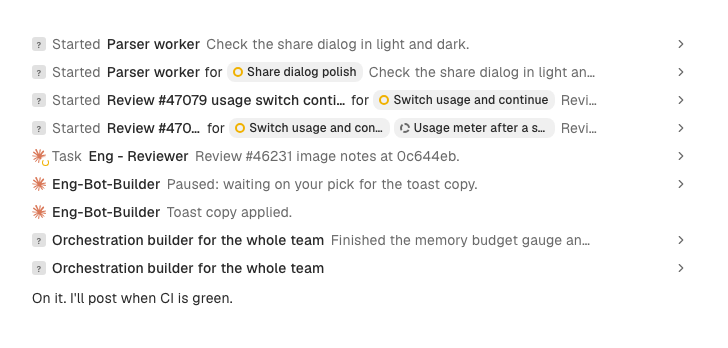 ? Started Parser worker Check the share dialog in light and dark.
? Started Parser worker for Share dialog polish Check the share dialog in light an…
? Started Review #47079 usage switch conti… for Switch usage and continue Revi…
? Started Review #470… for Switch usage and con… Usage meter after a s… Revi…
Task Eng - Reviewer Review #46231 image notes at 0c644eb.
Eng-Bot-Builder Paused: waiting on your pick for the toast copy.
Eng-Bot-Builder Toast copy applied.
? Orchestration builder for the whole team Finished the memory budget gauge an…
? Orchestration builder for the whole team
On it. I'll post when CI is green.